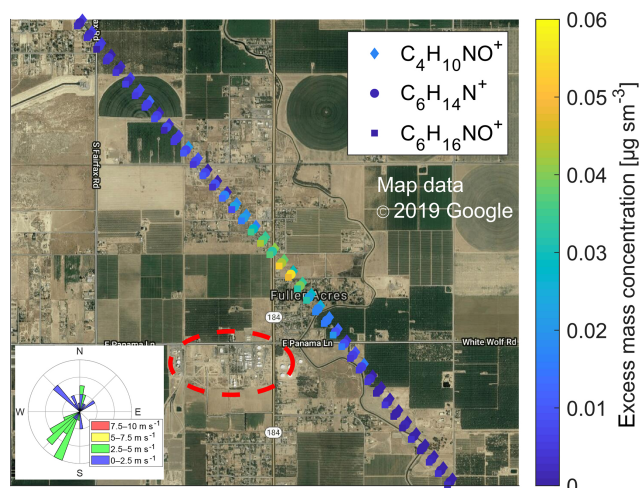 ax Rd
C₄H₁₀NO⁺
C₆H₁₄N⁺
C₆H₁₆NO⁺
S Fairfax Rd
Map data
© 2019 Google
Fuller Acres
184
E Panama Ln
E Panama Ln
White Wolf Rd
184
N
W
E
S
7.5–10 m s⁻¹
5–7.5 m s⁻¹
2.5–5 m s⁻¹
0–2.5 m s⁻¹
0.06
0.05
0.04
0.03
0.02
0.01
0
Excess mass concentration [µg sm⁻³]